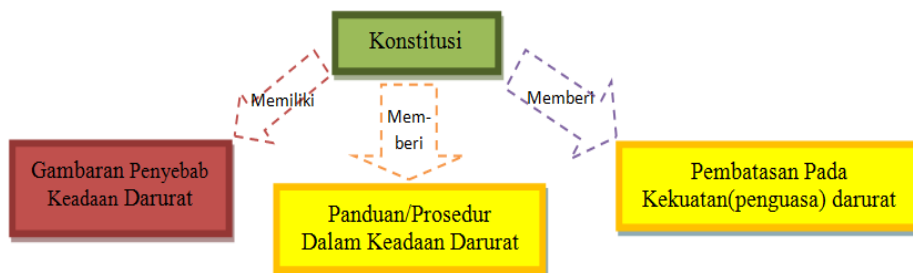 Konstitusi
Memiliki
Mem-
beri
Memberi
Gambaran Penyebab
Keadaan Darurat
Panduan/Prosedur
Dalam Keadaan Darurat
Pembatasan Pada
Kekuatan(penguasa) darurat